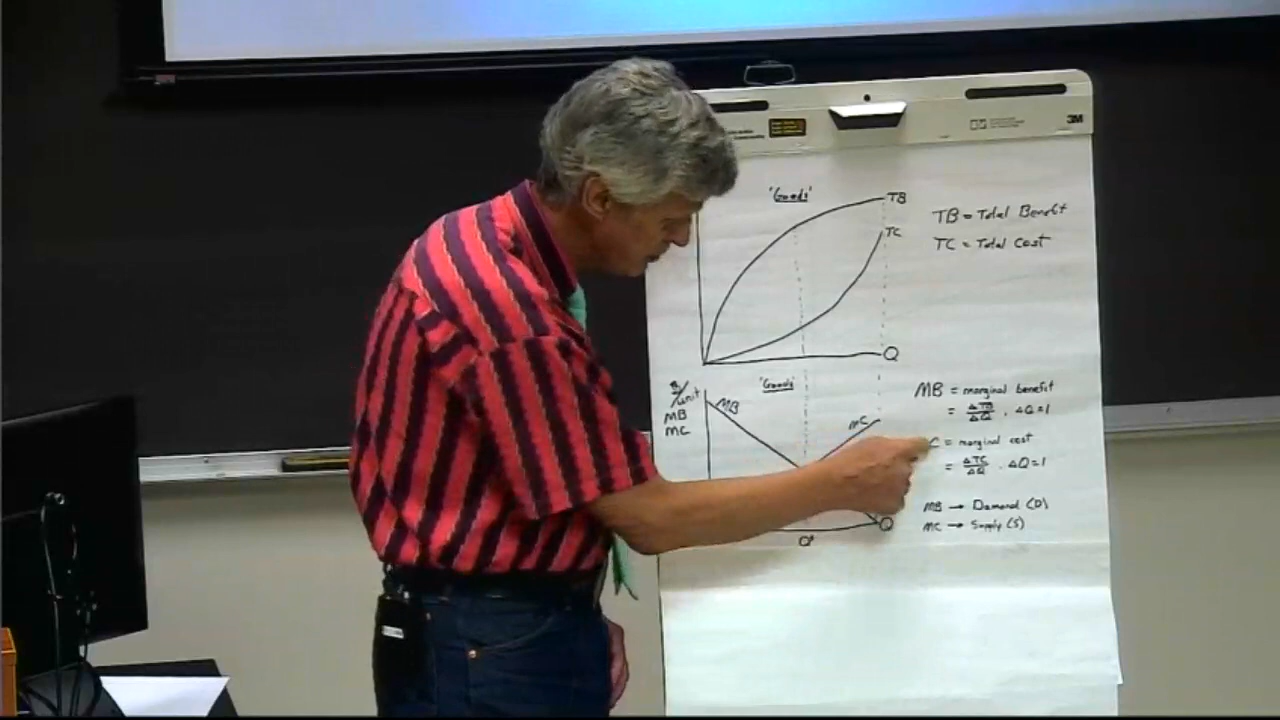 3M
'Goods'
TB
TC
TB = Total Benefit
TC = Total Cost
Q
'Goods'
/unit
MB
MC
MB
MC
Q
Q*
MB = marginal benefit
= ΔTB/ΔQ , ΔQ=1
C = marginal cost
= ΔTC/ΔQ , ΔQ=1
MB → Demand (D)
MC → Supply (S)